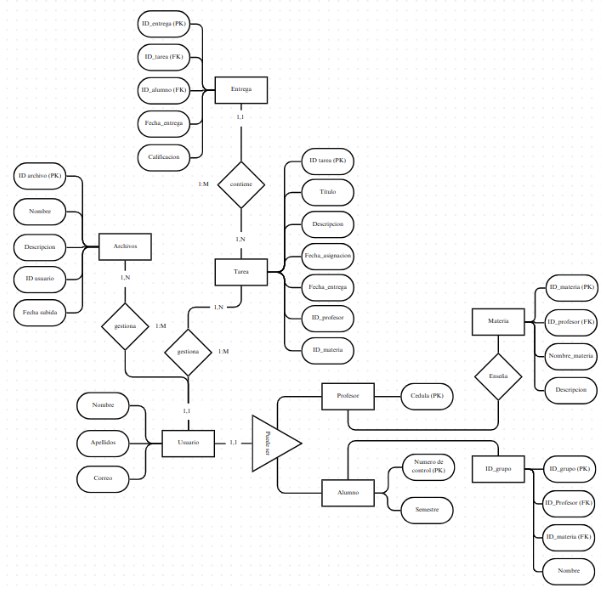 ID_entrega (PK)
ID_tarea (FK)
ID_alumno (FK)
Fecha_entrega
Calificacion
Entrega
1,1
1:M
contiene
1,N
ID tarea (PK)
Titulo
Descripcion
Fecha_asignacion
Fecha_entrega
ID_profesor
ID_materia
Tarea
1,N
ID archivo (PK)
Nombre
Descripcion
ID usuario
Fecha subida
Archivos
1,N
gestiona
1:M
gestiona
1:M
1,1
Nombre
Apellidos
Correo
Usuario
1,1
Puede ser
Profesor
Cedula (PK)
Alumno
Numero de
control (PK)
Semestre
Materia
ID_materia (PK)
ID_profesor (FK)
Nombre_materia
Descripcion
Enseña
ID_grupo
ID_grupo (PK)
ID_Profesor (FK)
ID_materia (FK)
Nombre